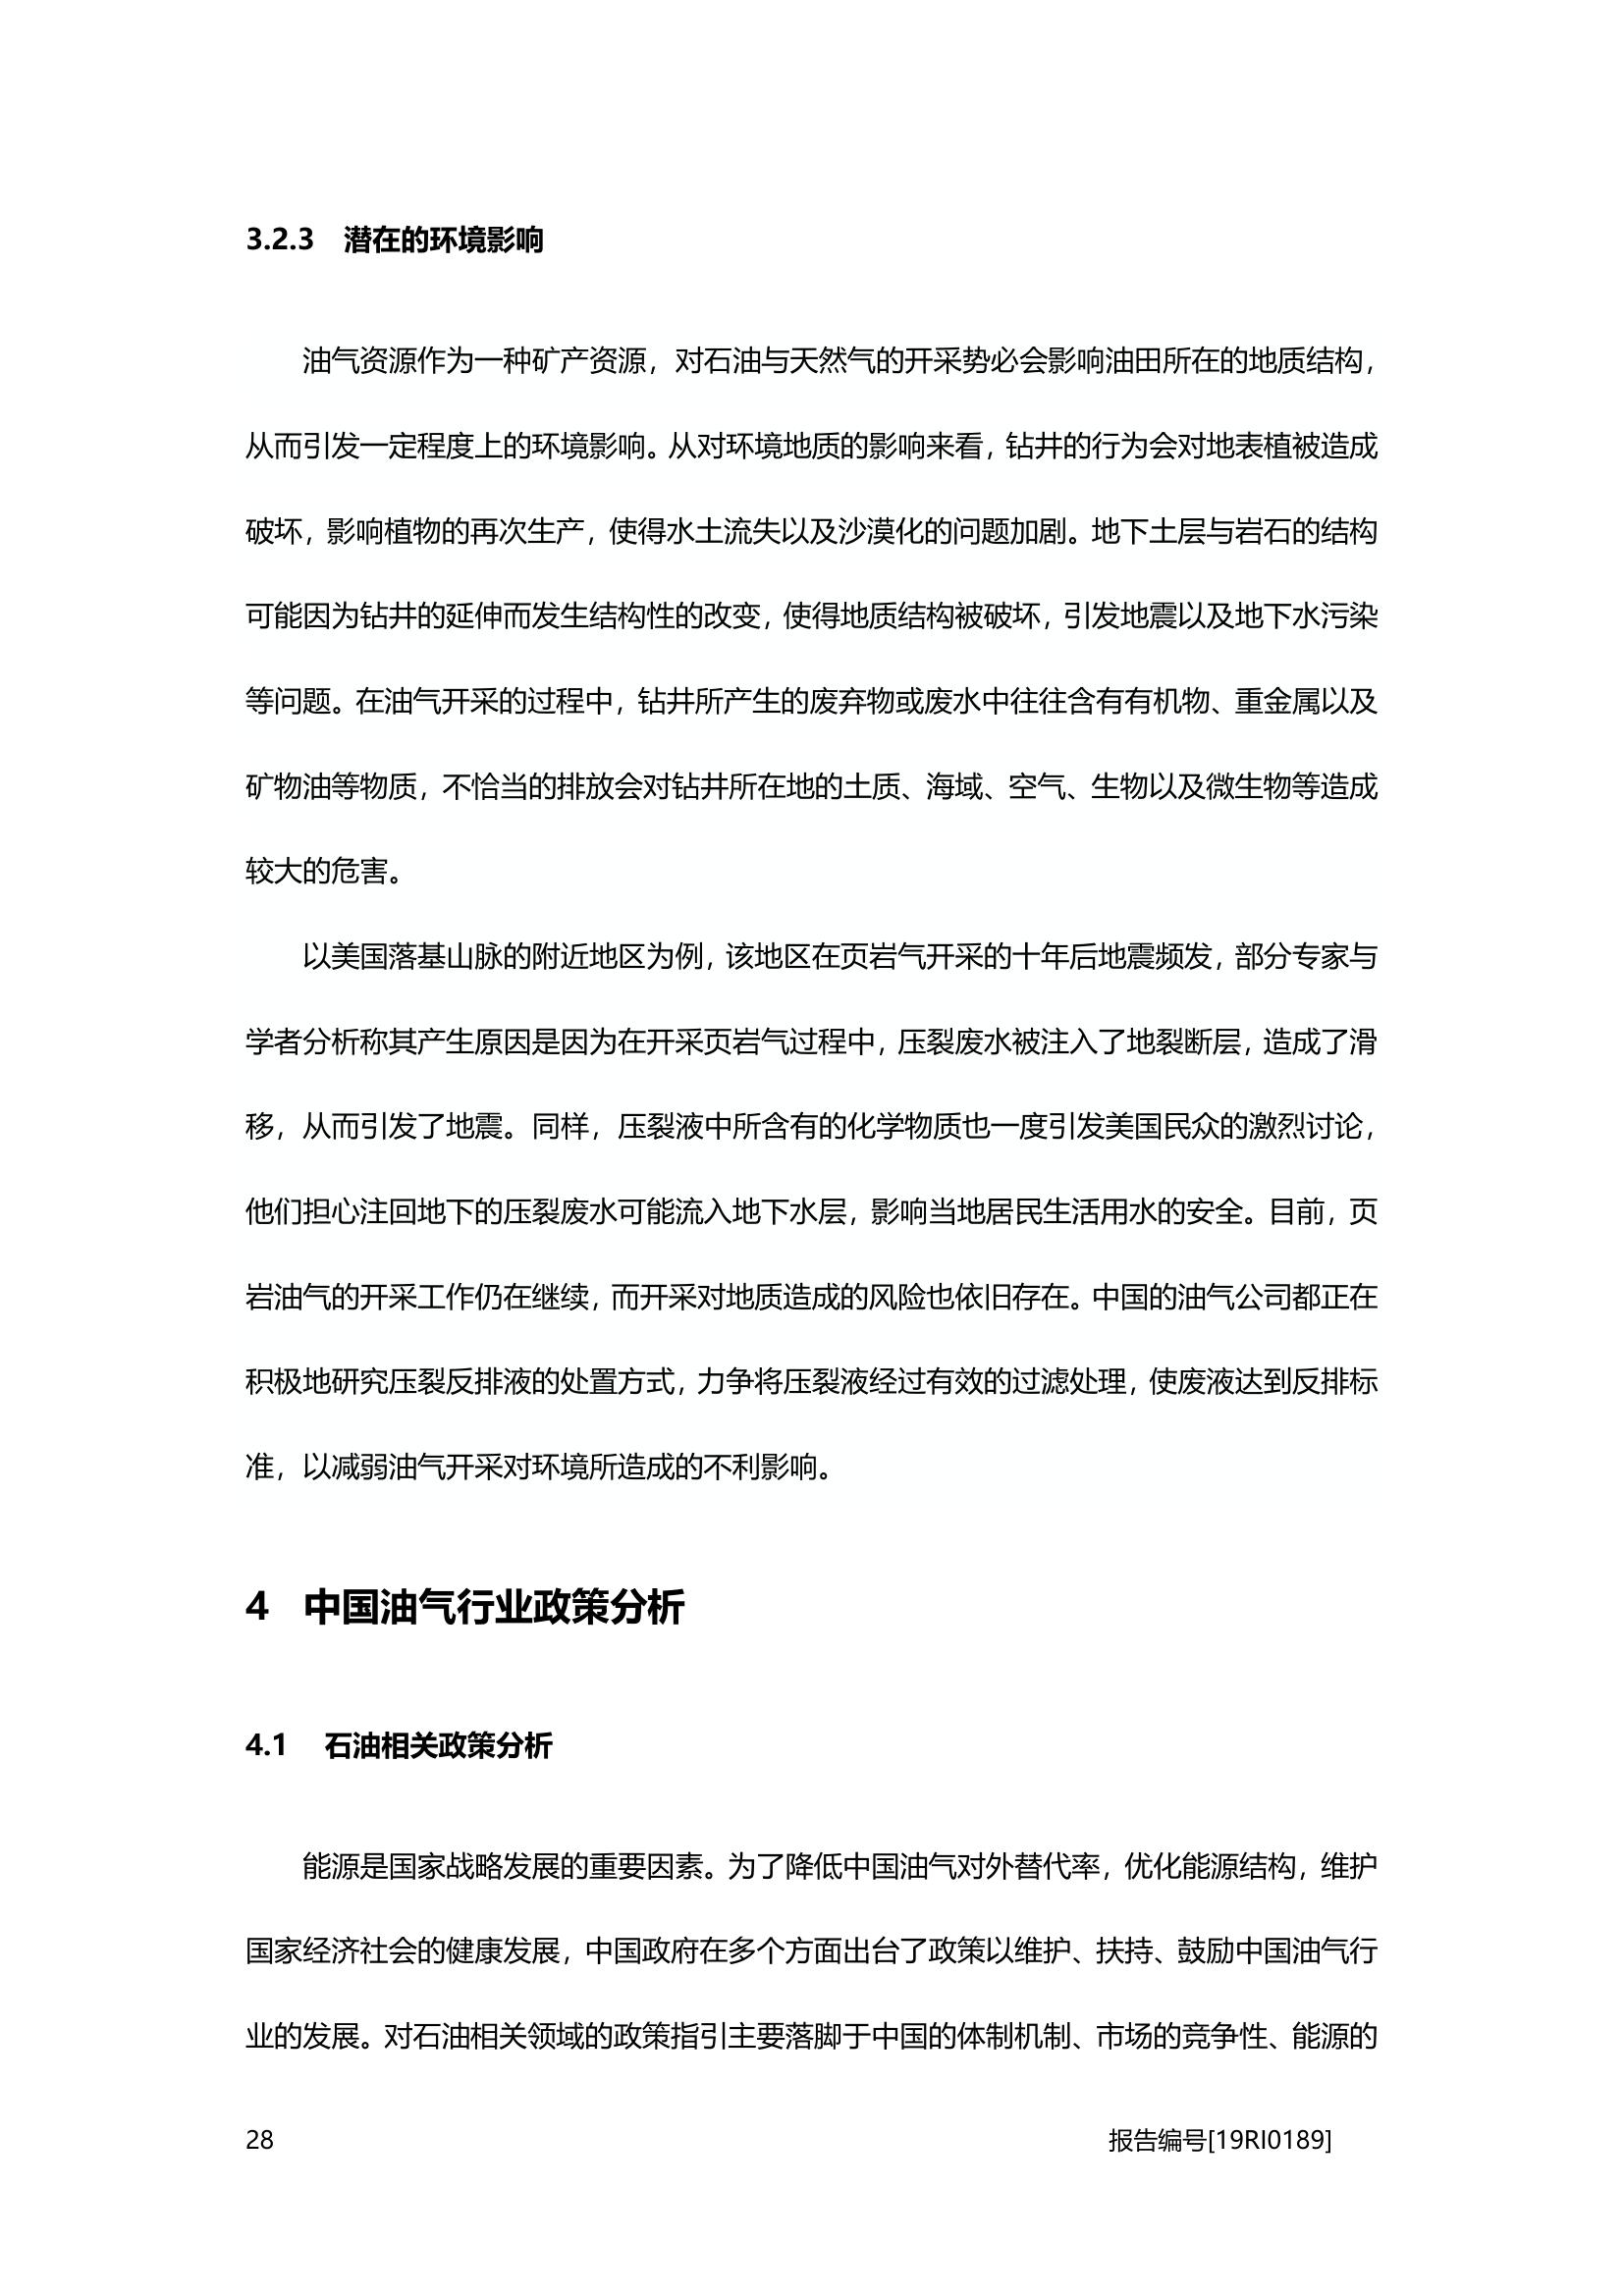 3.2.3 潜在的环境影响
油气资源作为一种矿产资源，对石油与天然气的开采势必会影响油田所在的地质结构，
从而引发一定程度上的环境影响。从对环境地质的影响来看，钻井的行为会对地表植被造成
破坏，影响植物的再次生产，使得水土流失以及沙漠化的问题加剧。地下土层与岩石的结构
可能因为钻井的延伸而发生结构性的改变，使得地质结构被破坏，引发地震以及地下水污染
等问题。在油气开采的过程中，钻井所产生的废弃物或废水中往往含有有机物、重金属以及
矿物油等物质，不恰当的排放会对钻井所在地的土质、海域、空气、生物以及微生物等造成
较大的危害。
以美国落基山脉的附近地区为例，该地区在页岩气开采的十年后地震频发，部分专家与
学者分析称其产生原因是因为在开采页岩气过程中，压裂废水被注入了地裂断层，造成了滑
移，从而引发了地震。同样，压裂液中所含有的化学物质也一度引发美国民众的激烈讨论，
他们担心注回地下的压裂废水可能流入地下水层，影响当地居民生活用水的安全。目前，页
岩油气的开采工作仍在继续，而开采对地质造成的风险也依旧存在。中国的油气公司都正在
积极地研究压裂反排液的处置方式，力争将压裂液经过有效的过滤处理，使废液达到反排标
准，以减弱油气开采对环境所造成的不利影响。
4 中国油气行业政策分析
4.1 石油相关政策分析
能源是国家战略发展的重要因素。为了降低中国油气对外替代率，优化能源结构，维护
国家经济社会的健康发展，中国政府在多个方面出台了政策以维护、扶持、鼓励中国油气行
业的发展。对石油相关领域的政策指引主要落脚于中国的体制机制、市场的竞争性、能源的
28 报告编号[19RI0189]